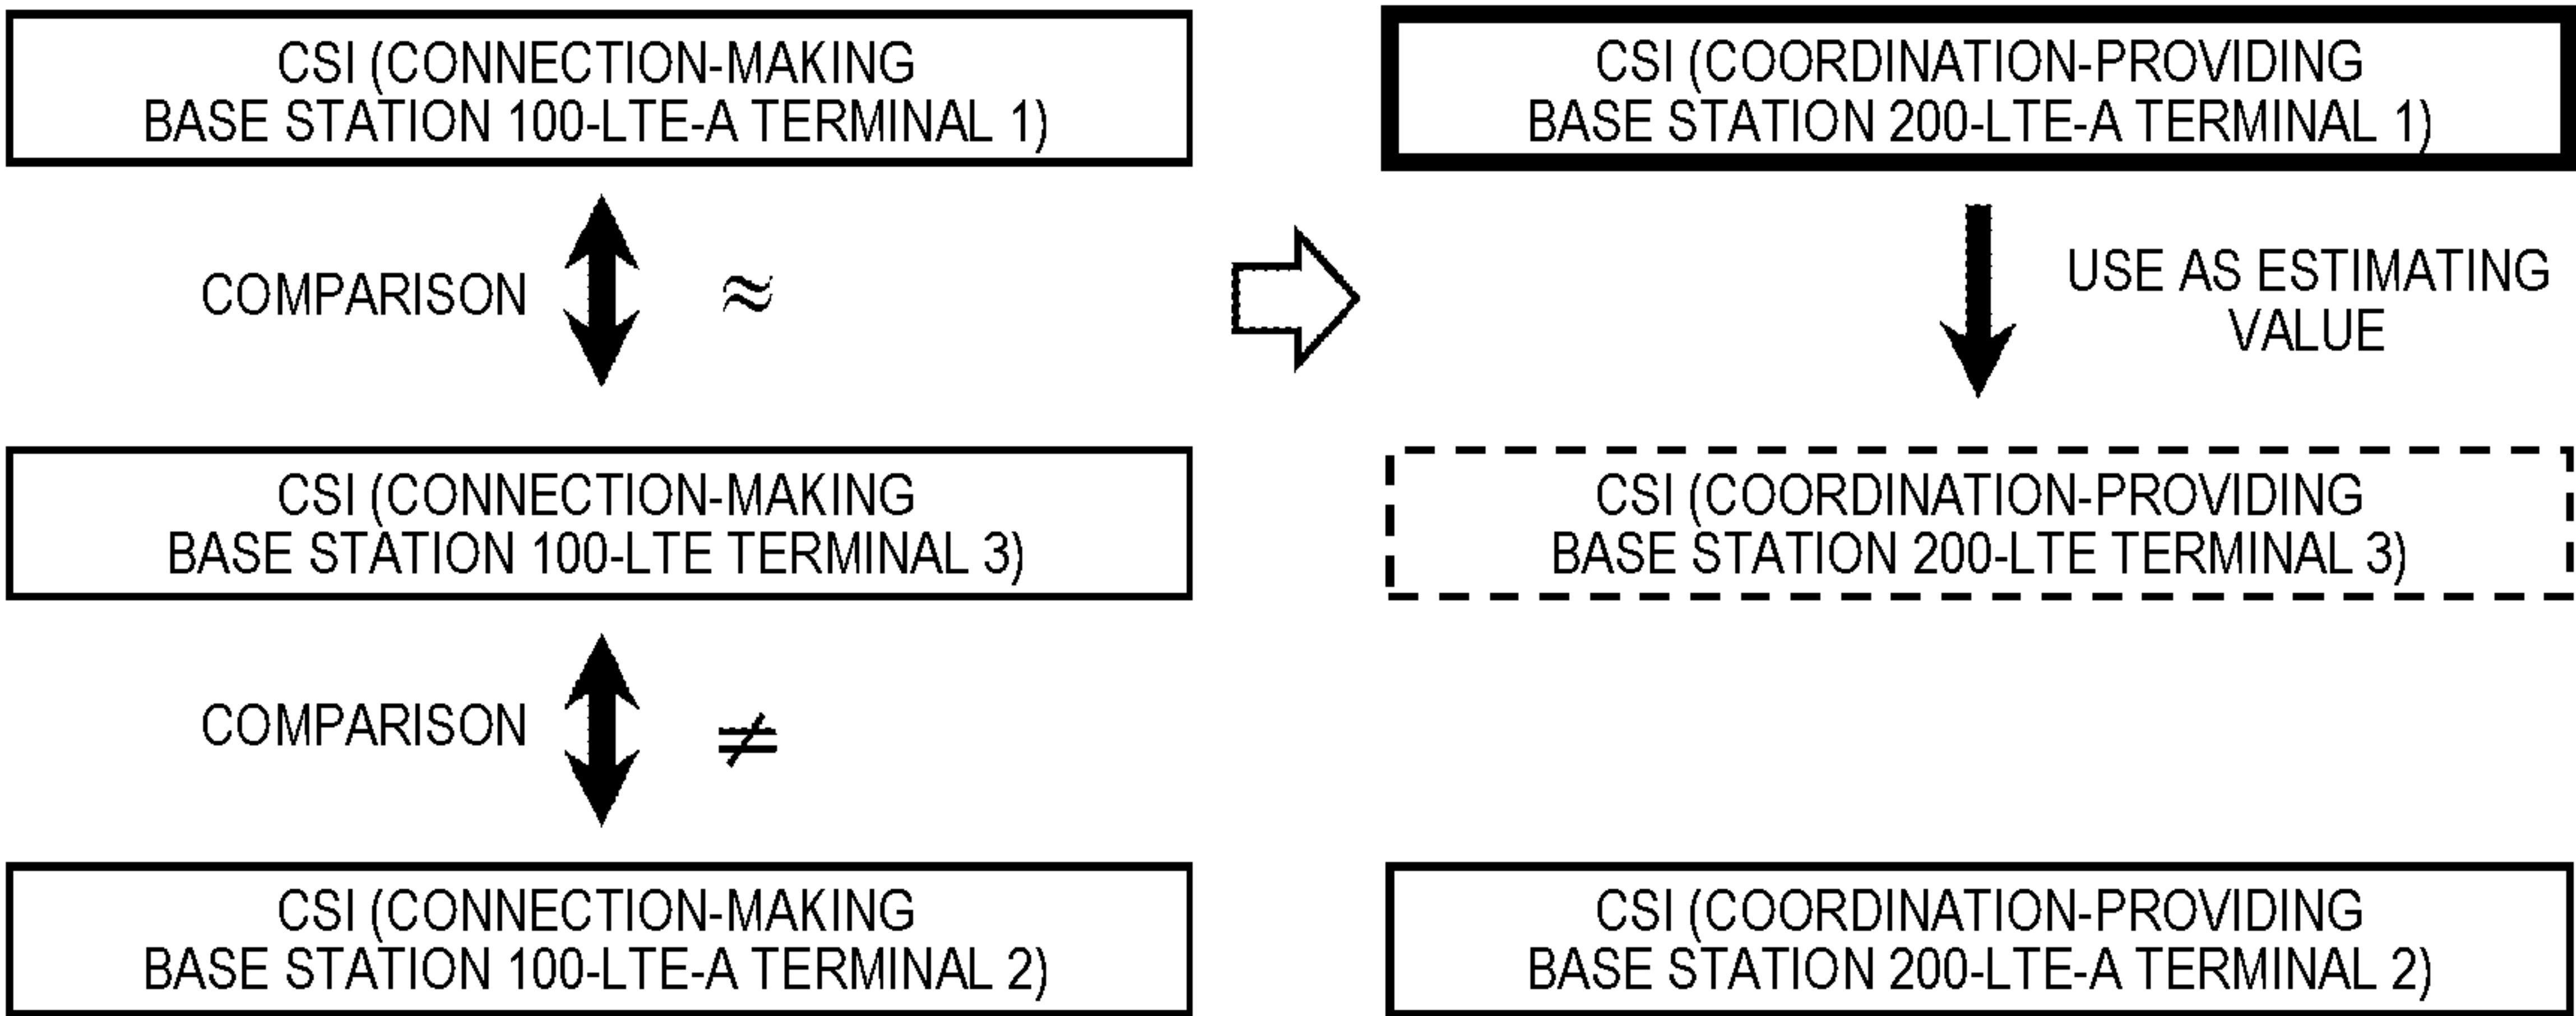 CSI (CONNECTION-MAKING
BASE STATION 100-LTE-A TERMINAL 1)
CSI (COORDINATION-PROVIDING
BASE STATION 200-LTE-A TERMINAL 1)
COMPARISON
≈
USE AS ESTIMATING
VALUE
CSI (CONNECTION-MAKING
BASE STATION 100-LTE TERMINAL 3)
CSI (COORDINATION-PROVIDING
BASE STATION 200-LTE TERMINAL 3)
COMPARISON
≠
CSI (CONNECTION-MAKING
BASE STATION 100-LTE-A TERMINAL 2)
CSI (COORDINATION-PROVIDING
BASE STATION 200-LTE-A TERMINAL 2)